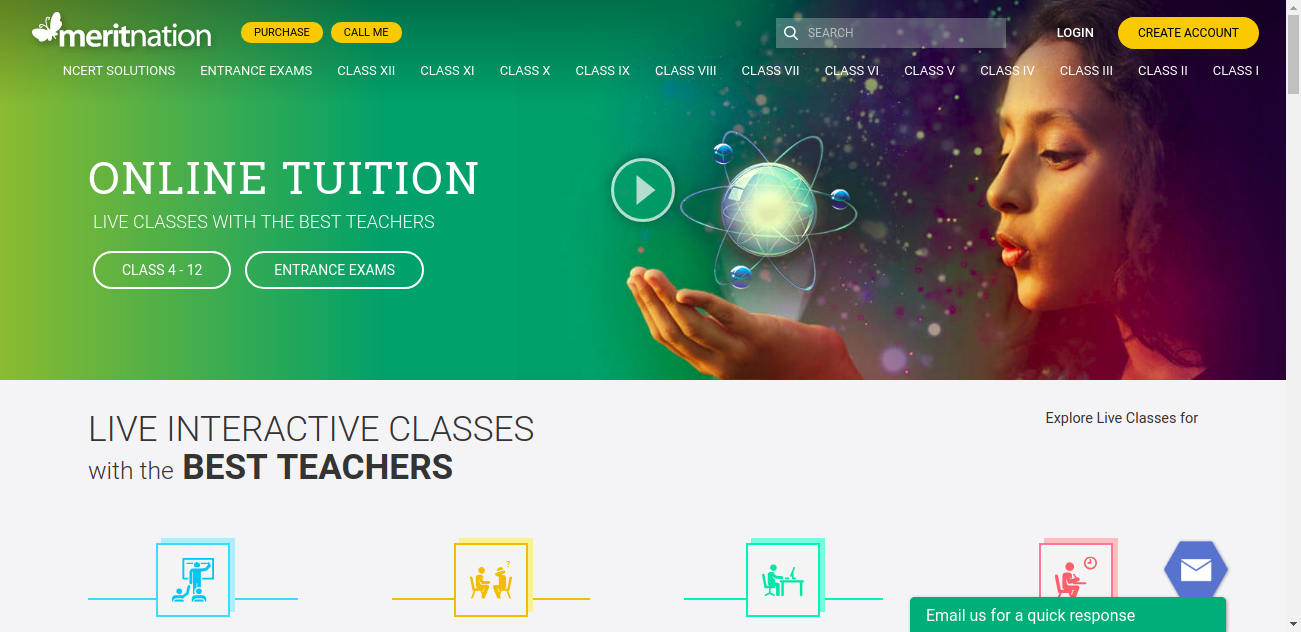 meritnation
PURCHASE
CALL ME
SEARCH
LOGIN
CREATE ACCOUNT
NCERT SOLUTIONS
ENTRANCE EXAMS
CLASS XII
CLASS XI
CLASS X
CLASS IX
CLASS VIII
CLASS VII
CLASS VI
CLASS V
CLASS IV
CLASS III
CLASS II
CLASS I
ONLINE TUITION
LIVE CLASSES WITH THE BEST TEACHERS
CLASS 4 - 12
ENTRANCE EXAMS
LIVE INTERACTIVE CLASSES
with the BEST TEACHERS
Explore Live Classes for
?
Email us for a quick response